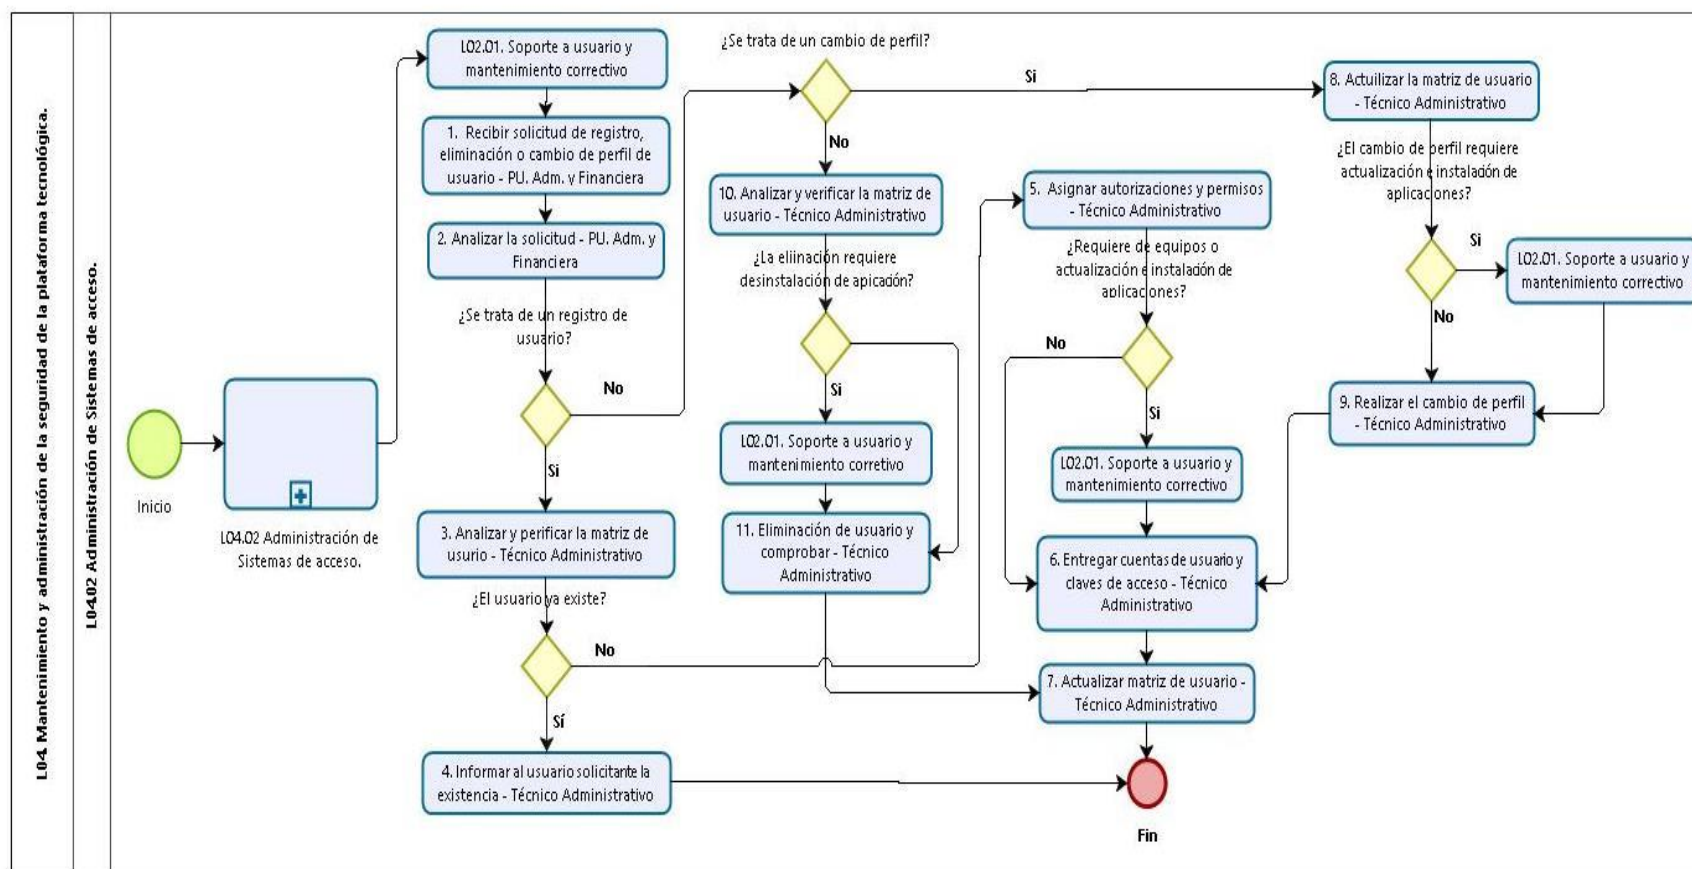 L04. Mantenimiento y administración de la seguridad de la plataforma tecnológica.
L04.02 Administración de Sistemas de acceso.
Inicio
L04.02 Administración de
Sistemas de acceso.
L02.01. Soporte a usuario y
mantenimiento correctivo
1. Recibir solicitud de registro,
eliminación o cambio de perfil de
usuario - PU. Adm. y Financiera
2. Analizar la solicitud - PU. Adm. y
Financiera
¿Se trata de un registro de
usuario?
No
Si
3. Analizar y perificar la matriz de
usurio - Técnico Administrativo
¿El usuario ya existe?
No
Sí
4. Informar al usuario solicitante la
existencia - Técnico Administrativo
¿Se trata de un cambio de perfil?
Si
No
10. Analizar y verificar la matriz de
usuario - Técnico Administrativo
¿La eliinación requiere
desinstalación de apicación?
Si
L02.01. Soporte a usuario y
mantenimiento corretivo
11. Eliminación de usuario y
comprobar - Técnico
Administrativo
5. Asignar autorizaciones y permisos
- Técnico Administrativo
¿Requiere de equipos o
actualización e instalación de
aplicaciones?
No
Si
L02.01. Soporte a usuario y
mantenimiento correctivo
6. Entregar cuentas de usuario y
claves de acceso - Técnico
Administrativo
7. Actualizar matriz de usuario -
Técnico Administrativo
Fin
8. Actuilizar la matriz de usuario
- Técnico Administrativo
¿El cambio de perfil requiere
actualización e instalación de
aplicaciones?
Si
No
L02.01. Soporte a usuario y
mantenimiento correctivo
9. Realizar el cambio de perfil
- Técnico Administrativo